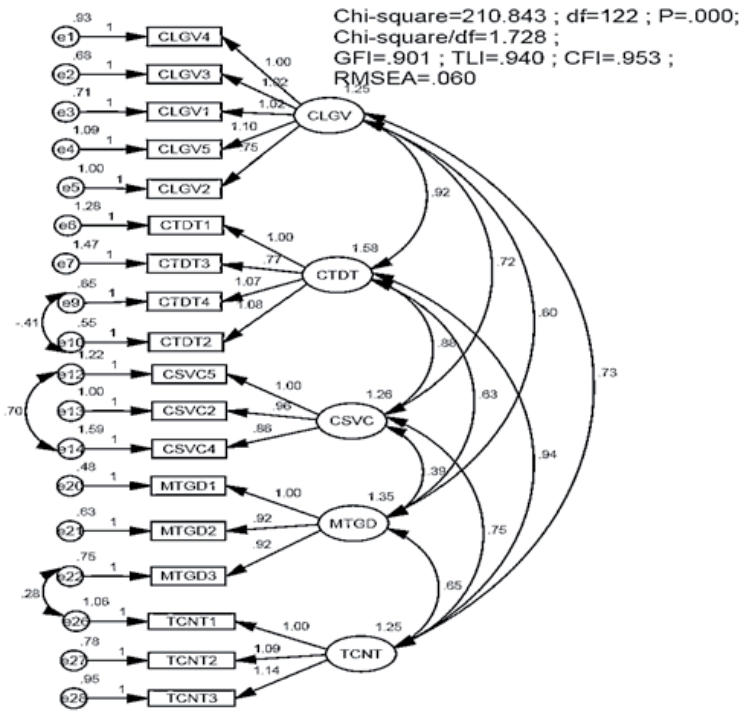 Chi-square=210.843 ; df=122 ; P=.000;
Chi-square/df=1.728 ;
GFI=.901 ; TLI=.940 ; CFI=.953 ;
RMSEA=.060
.93
e1 1 CLGV4
.68
e2 1 CLGV3
.71
e3 1 CLGV1
1.09
e4 1 CLGV5
1.00
e5 1 CLGV2
1.00
1.02
1.02
1.10
.75
1.25
CLGV
1.28
e6 1 CTDT1
1.47
e7 1 CTDT3
.65
e9 1 CTDT4
.55
e10 1 CTDT2
-.41
1.00
.77
1.07
1.08
1.58
CTDT
1.22
e12 1 CSVC5
1.00
e13 1 CSVC2
1.59
e14 1 CSVC4
.70
1.00
.96
.86
1.26
CSVC
.48
e20 1 MTGD1
.63
e21 1 MTGD2
.75
e22 1 MTGD3
1.00
.92
.92
1.35
MTGD
.28
1.06
e26 1 TCNT1
.78
e27 1 TCNT2
.95
e28 1 TCNT3
1.00
1.09
1.14
1.25
TCNT
.92
.72
.60
.73
.63
.94
.39
.75
.65